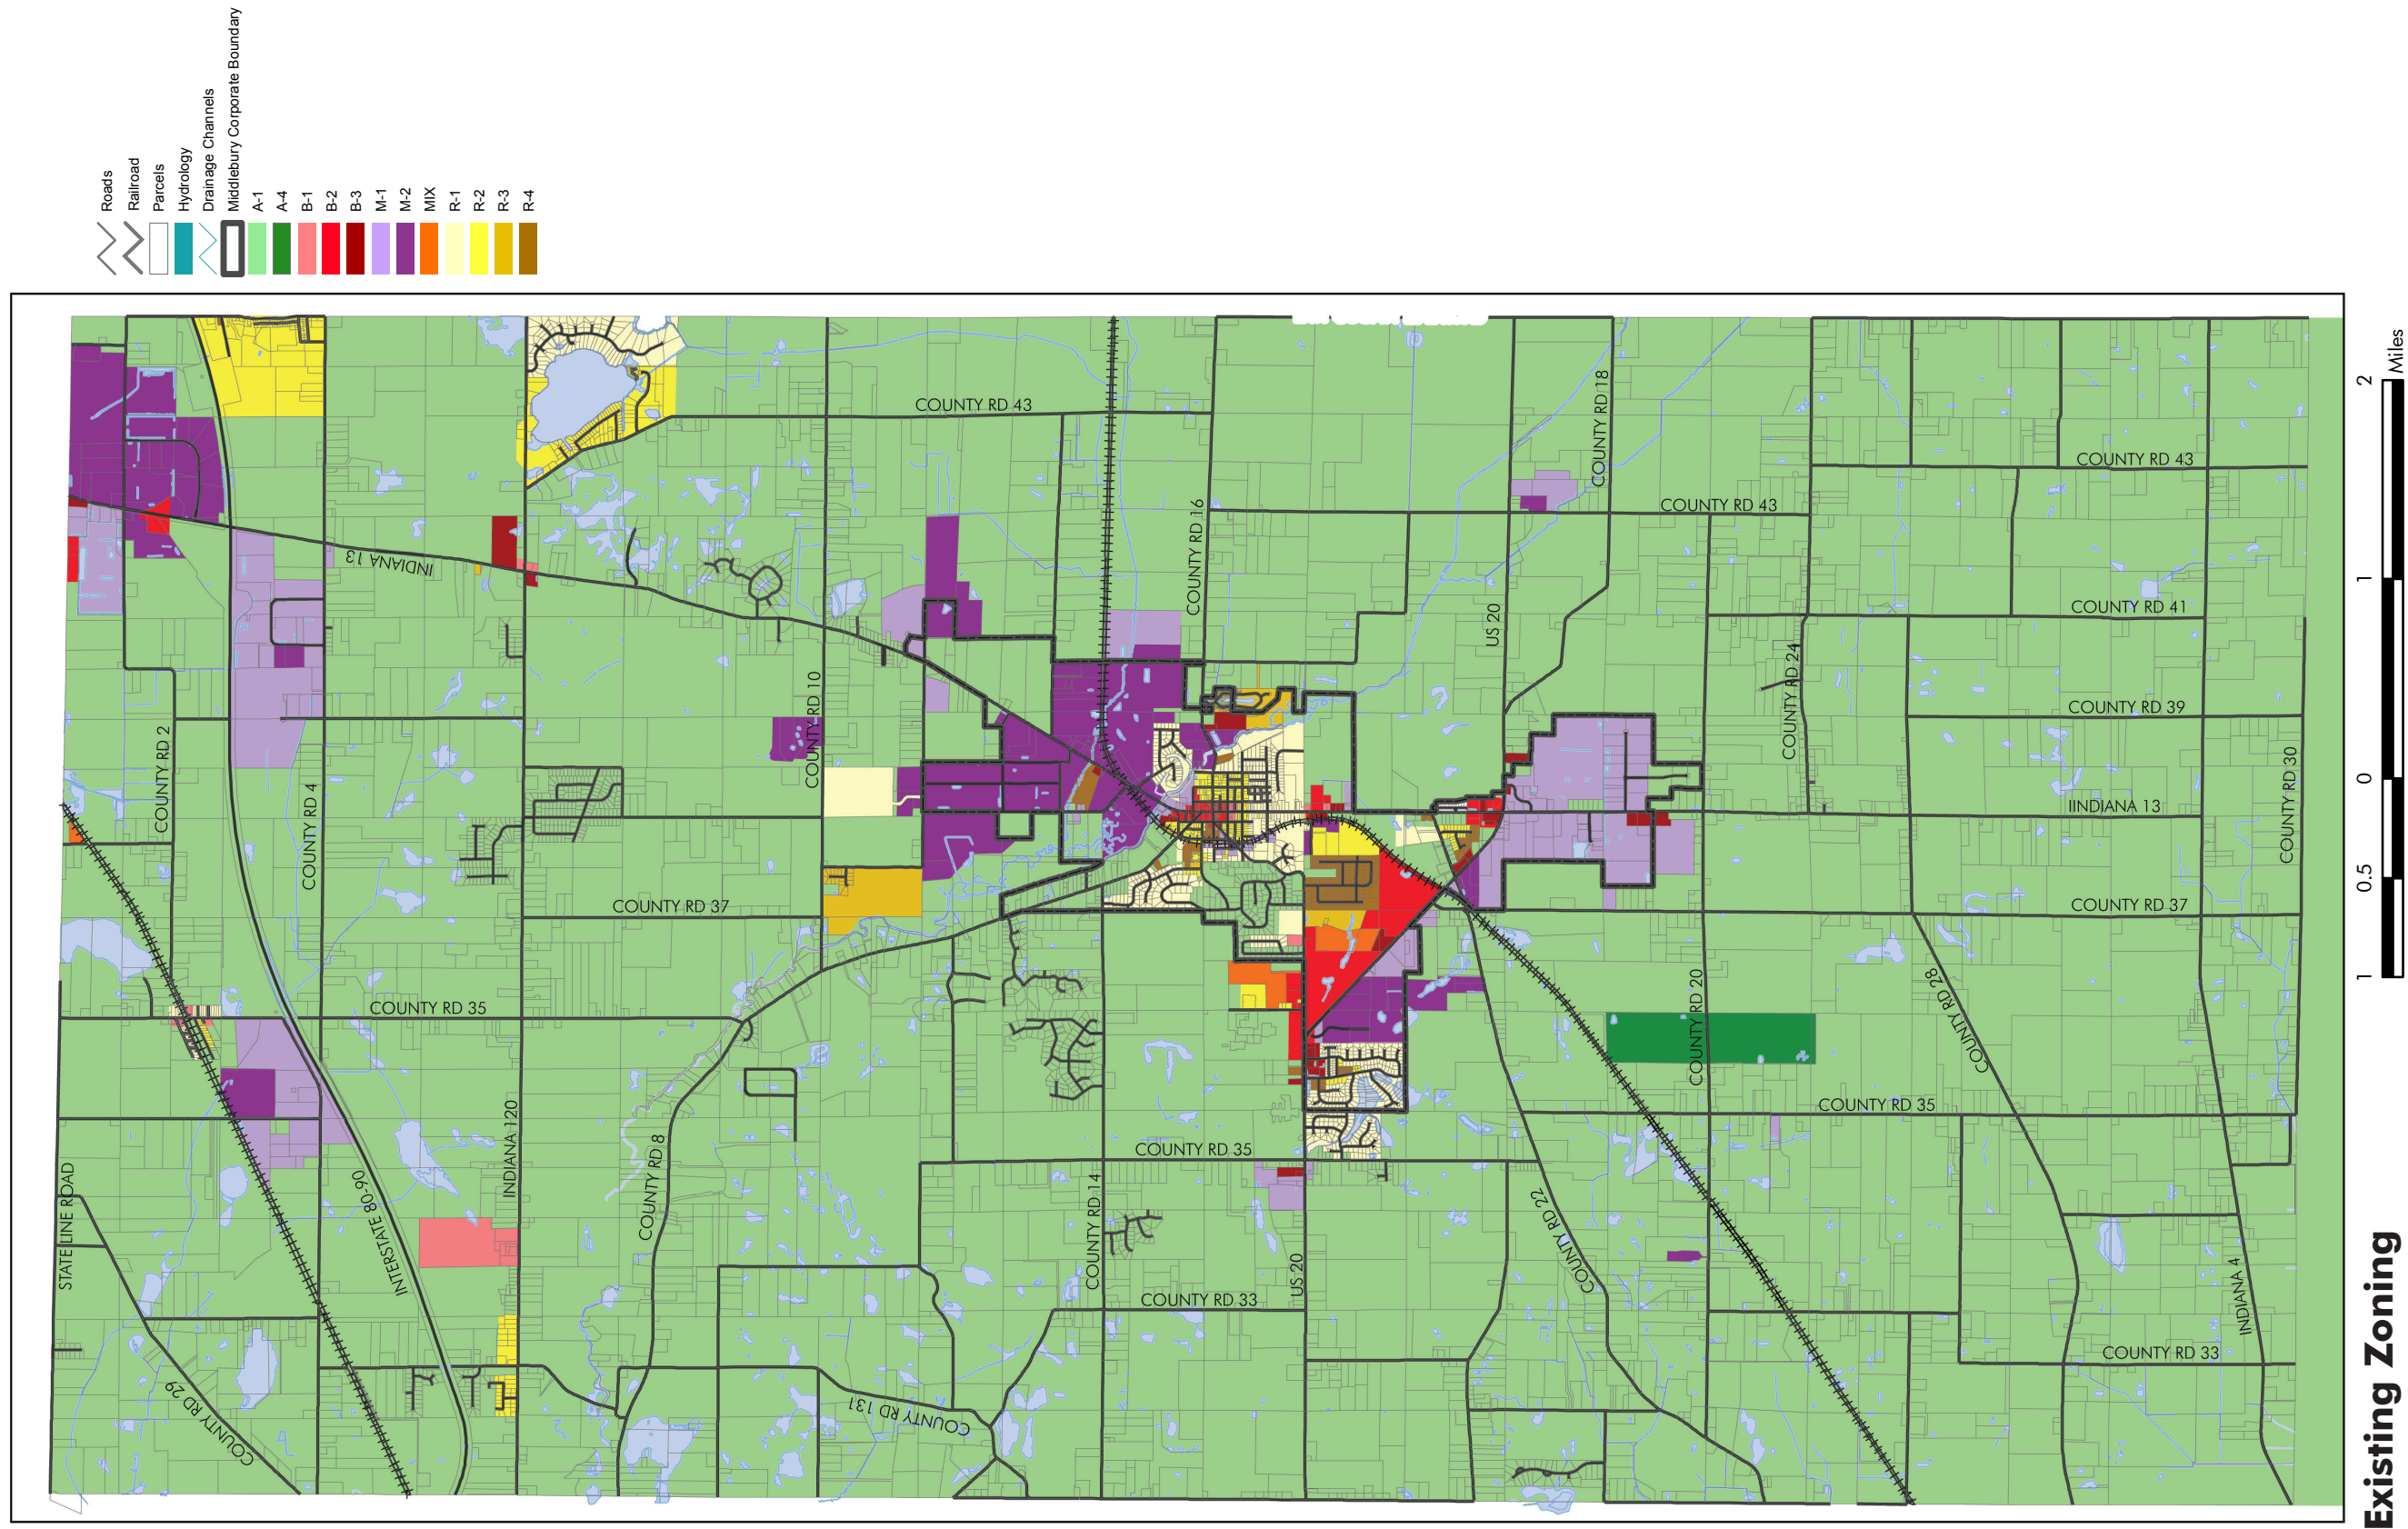 Roads
Railroad
Parcels
Hydrology
Drainage Channels
Middlebury Corporate Boundary
A-1
A-4
B-1
B-2
B-3
M-1
M-2
MIX
R-1
R-2
R-3
R-4
STATE LINE ROAD
COUNTY RD 29
COUNTY RD 2
COUNTY RD 4
INTERSTATE 80-90
INDIANA 13
COUNTY RD 35
INDIANA 120
COUNTY RD 37
COUNTY RD 8
COUNTY RD 10
COUNTY RD 131
COUNTY RD 43
COUNTY RD 14
COUNTY RD 16
COUNTY RD 35
COUNTY RD 33
US 20
US 20
COUNTY RD 18
COUNTY RD 43
COUNTY RD 22
COUNTY RD 20
COUNTY RD 24
COUNTY RD 35
COUNTY RD 28
COUNTY RD 43
COUNTY RD 41
COUNTY RD 39
IINDIANA 13
COUNTY RD 37
COUNTY RD 30
INDIANA 4
COUNTY RD 33
Existing Zoning
1 0.5 0 1 2
Miles